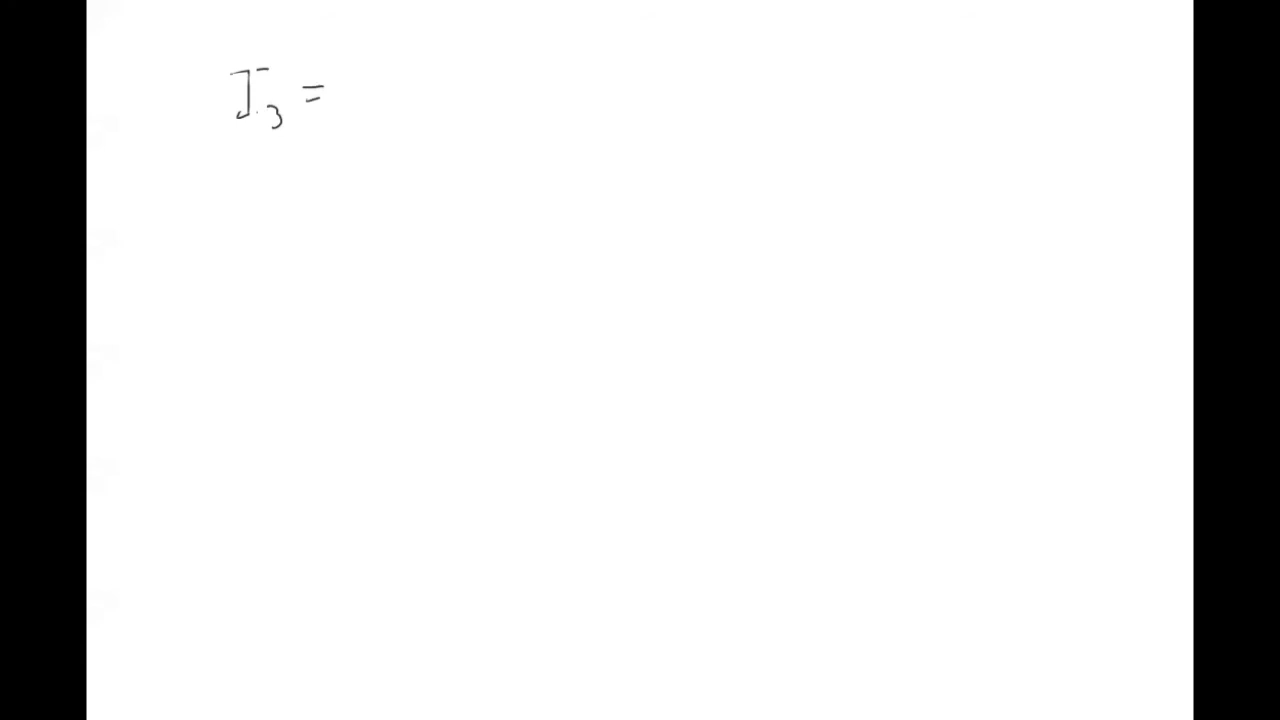 I₃ =